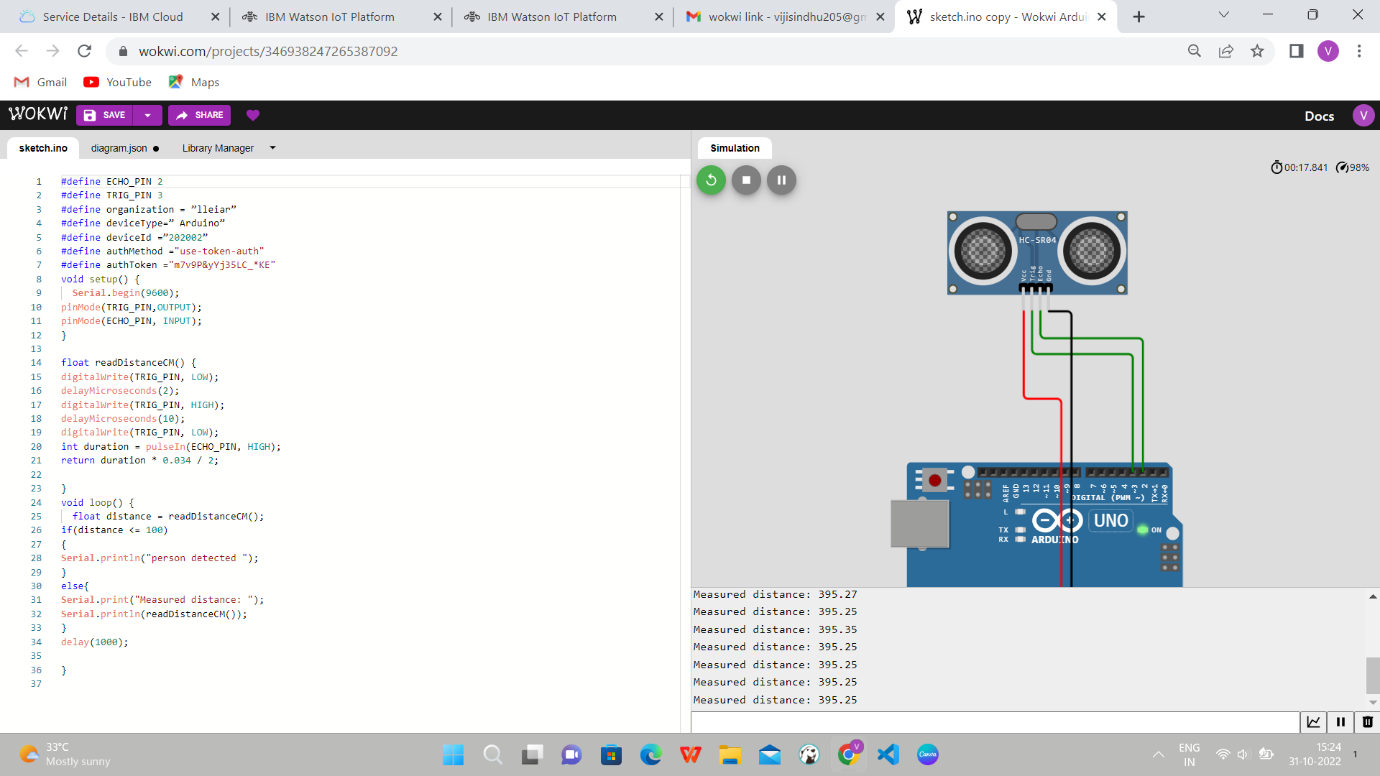 Service Details - IBM Cloud
IBM Watson IoT Platform
IBM Watson IoT Platform
wokwi link - vijisindhu205@gm
sketch.ino copy - Wokwi Ardui
wokwi.com/projects/346938247265387092
V
Gmail
YouTube
Maps
WOKWi
SAVE
SHARE
Docs
V
sketch.ino
diagram.json
Library Manager
Simulation
00:17.841
98%
1 #define ECHO_PIN 2
2 #define TRIG_PIN 3
3 #define organization = ”lleiar”
4 #define deviceType=” Arduino”
5 #define deviceId =”202002”
6 #define authMethod ="use-token-auth"
7 #define authToken ="m7v9P&yYj35LC_*KE"
8 void setup() {
9 Serial.begin(9600);
10 pinMode(TRIG_PIN,OUTPUT);
11 pinMode(ECHO_PIN, INPUT);
12 }
13
14 float readDistanceCM() {
15 digitalWrite(TRIG_PIN, LOW);
16 delayMicroseconds(2);
17 digitalWrite(TRIG_PIN, HIGH);
18 delayMicroseconds(10);
19 digitalWrite(TRIG_PIN, LOW);
20 int duration = pulseIn(ECHO_PIN, HIGH);
21 return duration * 0.034 / 2;
22
23 }
24 void loop() {
25 float distance = readDistanceCM();
26 if(distance <= 100)
27 {
28 Serial.println("person detected ");
29 }
30 else{
31 Serial.print("Measured distance: ");
32 Serial.println(readDistanceCM());
33 }
34 delay(1000);
35
36 }
37
HC-SR04
Vcc
Trig
Echo
Gnd
AREF
GND
13
12
~11
~10
~9
8
7
~6
~5
4
~3
2
TX→1
RX←0
DIGITAL (PWM ~)
L
TX
RX
ARDUINO
UNO
ON
Measured distance: 395.27
Measured distance: 395.25
Measured distance: 395.35
Measured distance: 395.25
Measured distance: 395.25
Measured distance: 395.25
Measured distance: 395.25
33°C
Mostly sunny
V
Canva
ENG
IN
15:24
31-10-2022
1